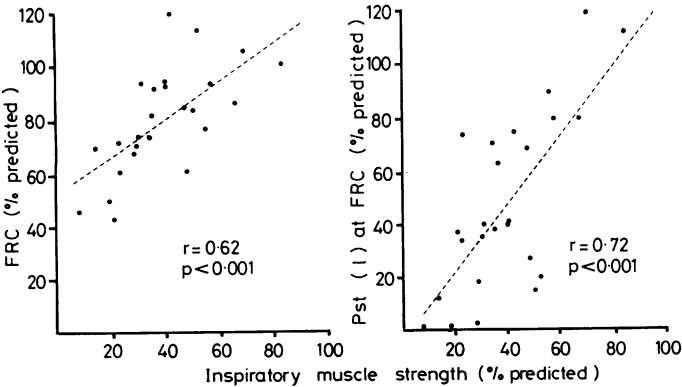 120
100
80
60
40
20
FRC (% predicted)
r = 0·62
p < 0·001
20 40 60 80 100
120
100
80
60
40
20
Pst (l) at FRC (% predicted)
r = 0·72
p < 0·001
20 40 60 80 100
Inspiratory muscle strength (% predicted)